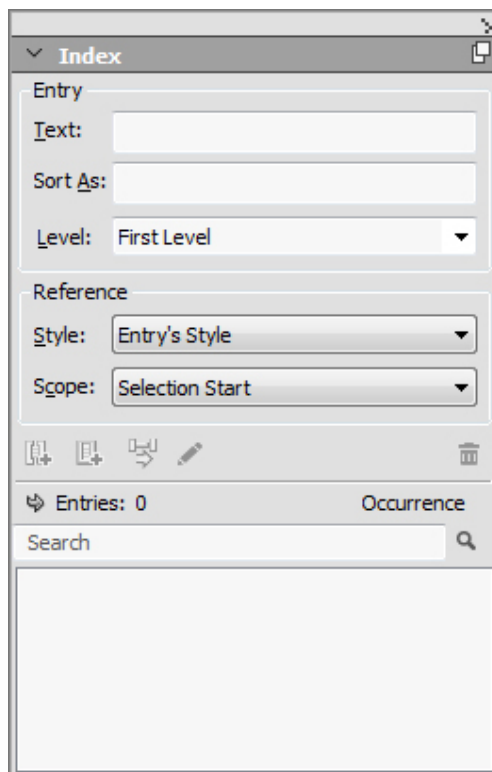 Index
Entry
Text:
Sort As:
Level: First Level
Reference
Style: Entry's Style
Scope: Selection Start
Entries: 0 Occurrence
Search